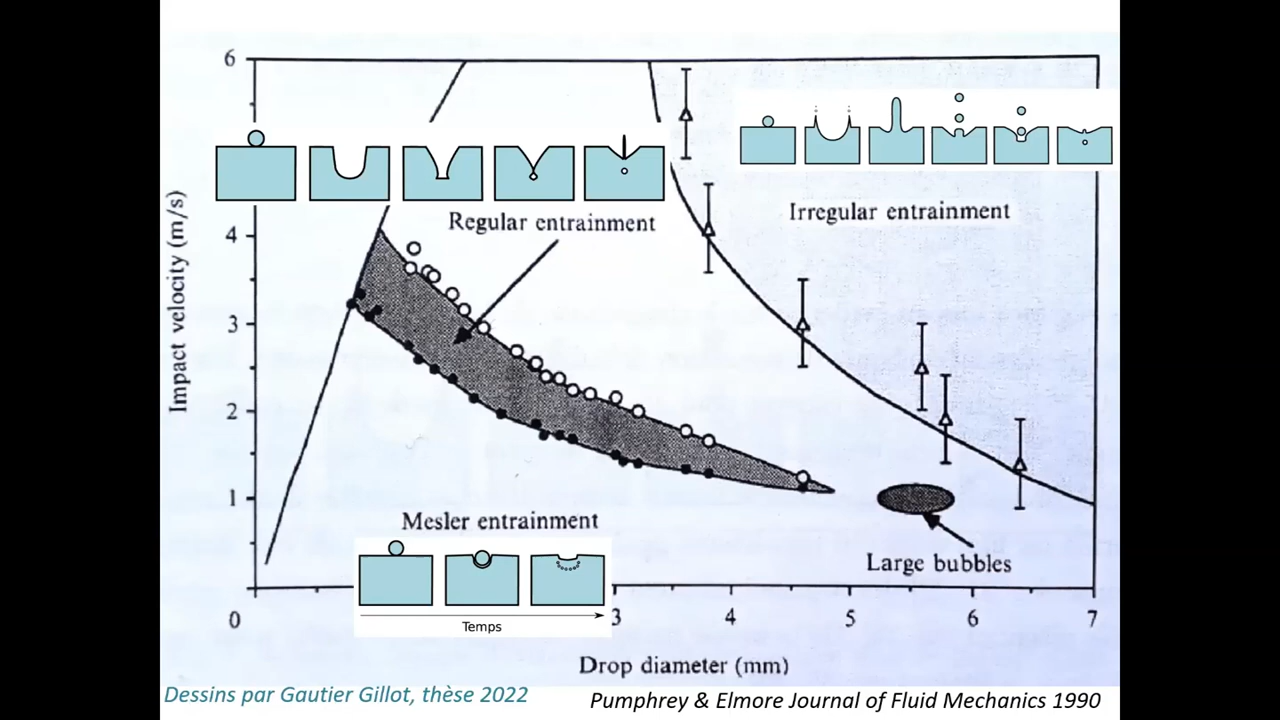 6
4
3
2
1
0
3
4
5
6
7
Impact velocity (m/s)
Regular entrainment
Irregular entrainment
Mesler entrainment
Temps
Large bubbles
Drop diameter (mm)
Dessins par Gautier Gillot, thèse 2022
Pumphrey & Elmore Journal of Fluid Mechanics 1990